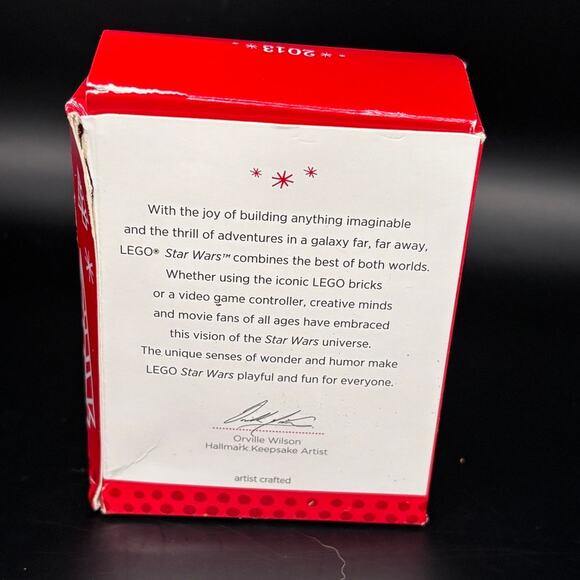 * 2013 *
With the joy of building anything imaginable
and the thrill of adventures in a galaxy far, far away,
LEGO® Star Wars™ combines the best of both worlds.
Whether using the iconic LEGO bricks
or a video game controller, creative minds
and movie fans of all ages have embraced
this vision of the Star Wars universe.
The unique senses of wonder and humor make
LEGO Star Wars playful and fun for everyone.
Orville Wilson
Hallmark Keepsake Artist
artist crafted